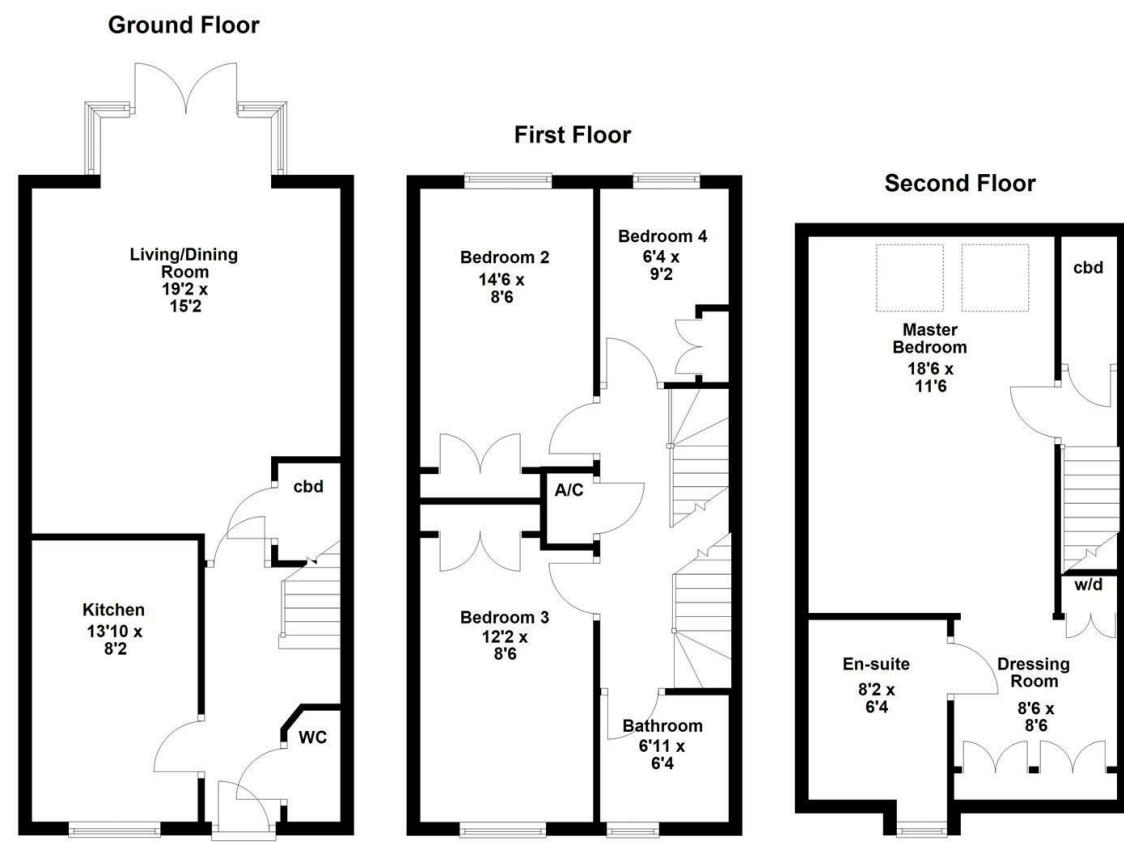 Ground Floor
Living/Dining
Room
19'2 x
15'2
cbd
Kitchen
13'10 x
8'2
WC
First Floor
Bedroom 2
14'6 x
8'6
Bedroom 4
6'4 x
9'2
A/C
Bedroom 3
12'2 x
8'6
Bathroom
6'11 x
6'4
Second Floor
Master
Bedroom
18'6 x
11'6
cbd
w/d
En-suite
8'2 x
6'4
Dressing
Room
8'6 x
8'6